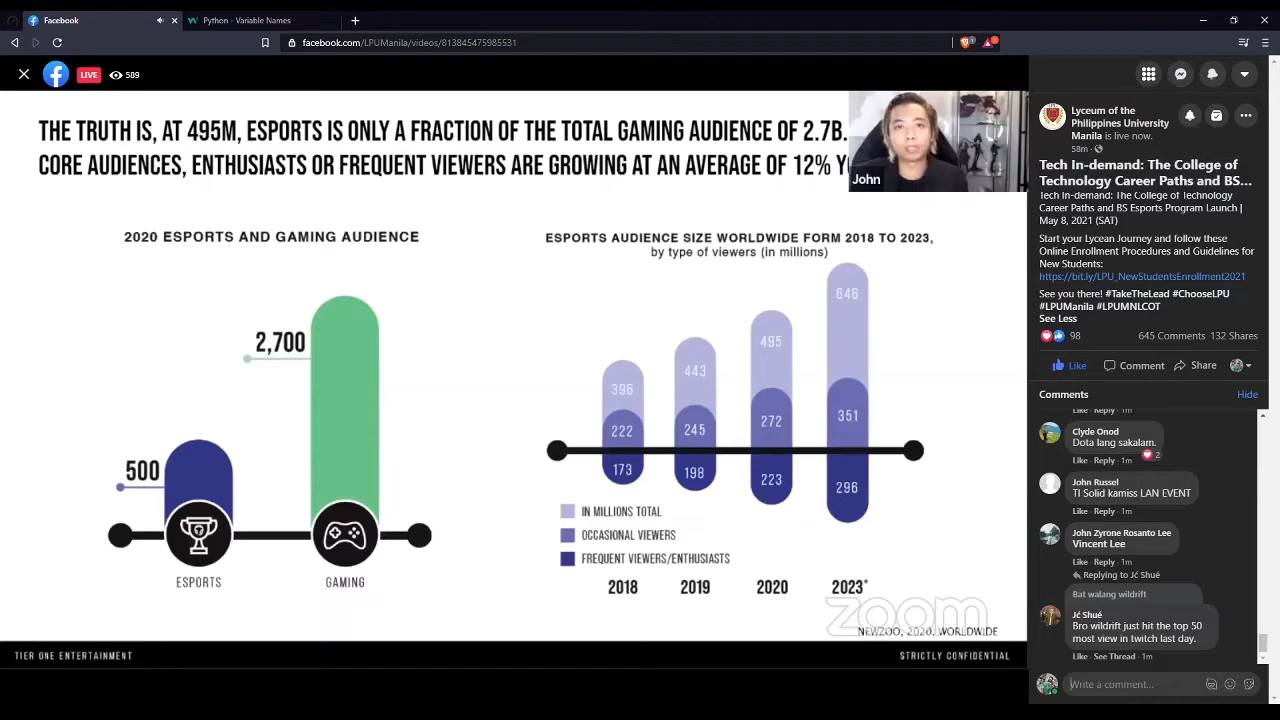 Facebook
Python - Variable Names
facebook.com/LPUManila/videos/813845475985531
LIVE
589
THE TRUTH IS, AT 495M, ESPORTS IS ONLY A FRACTION OF THE TOTAL GAMING AUDIENCE OF 2.7B.
CORE AUDIENCES, ENTHUSIASTS OR FREQUENT VIEWERS ARE GROWING AT AN AVERAGE OF 12% Y
John
2020 ESPORTS AND GAMING AUDIENCE
2,700
500
ESPORTS
GAMING
ESPORTS AUDIENCE SIZE WORLDWIDE FORM 2018 TO 2023,
by type of viewers (in millions)
396
443
495
646
222
245
272
351
173
198
223
296
IN MILLIONS TOTAL
OCCASIONAL VIEWERS
FREQUENT VIEWERS/ENTHUSIASTS
2018
2019
2020
2023*
zoom
NEWZOO, 2020, WORLDWIDE
TIER ONE ENTERTAINMENT
STRICTLY CONFIDENTIAL
Lyceum of the
Philippines University
Manila is live now.
58m
Tech In-demand: The College of
Technology Career Paths and BS...
Tech In-demand: The College of Technology
Career Paths and BS Esports Program Launch |
May 8, 2021 (SAT)
Start your Lycean Journey and follow these
Online Enrollment Procedures and Guidelines for
New Students:
https://bit.ly/LPU_NewStudentsEnrollment2021
See you there! #TakeTheLead #ChooseLPU
#LPUManila #LPUMNLCOT
See Less
98
645 Comments 132 Shares
Like
Comment
Share
Comments
Hide
Like · Reply · 1m
Clyde Onod
Dota lang sakalam.
2
Like · Reply · 1m
John Russel
TI Solid kamiss LAN EVENT
Like · Reply · 1m
John Zyrone Rosanto Lee
Vincent Lee
Like · Reply · 1m
Replying to Jć Shué
Bat walang wildrift
Jć Shué
Bro wildrift just hit the top 50
most view in twitch last day.
Like · See Thread · 1m
Write a comment...